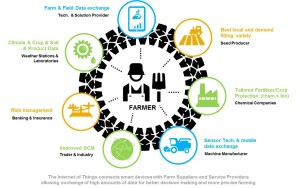 Farm & Field Data exchange
Tech. & Solution Provider
Best local and demand
fitting variety
Seed Producer
Climate & Crop & Soil
& Product Data
Weather Stations &
Laboratories
Tailored Fertilizer/Crop
Protection (chem.+ bio)
Chemical Companies
FARMER
Risk management
Banking & Insurance
Improved SCM
Trader & Industry
Sensor Tech. & mobile
data exchange
Machine Manufacturer
The Internet of Things connects smart devices with Farm Suppliers and Service Providers
allowing exchange of high amounts of data for better decision making and more precise farming